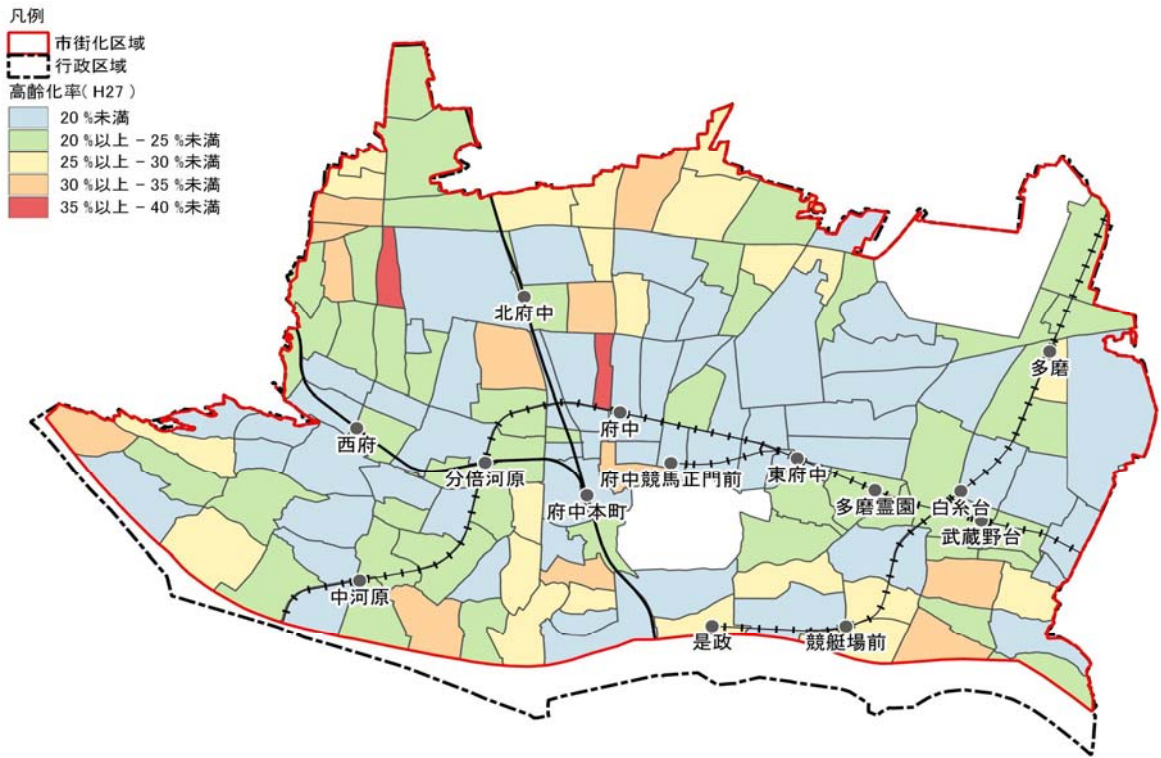 凡例
市街化区域
行政区域
高齢化率(H27)
20%未満
20%以上-25%未満
25%以上-30%未満
30%以上-35%未満
35%以上-40%未満
北府中
多磨
府中
西府
分倍河原
府中競馬正門前
東府中
府中本町
多磨霊園
白糸台
武蔵野台
中河原
是政
競艇場前